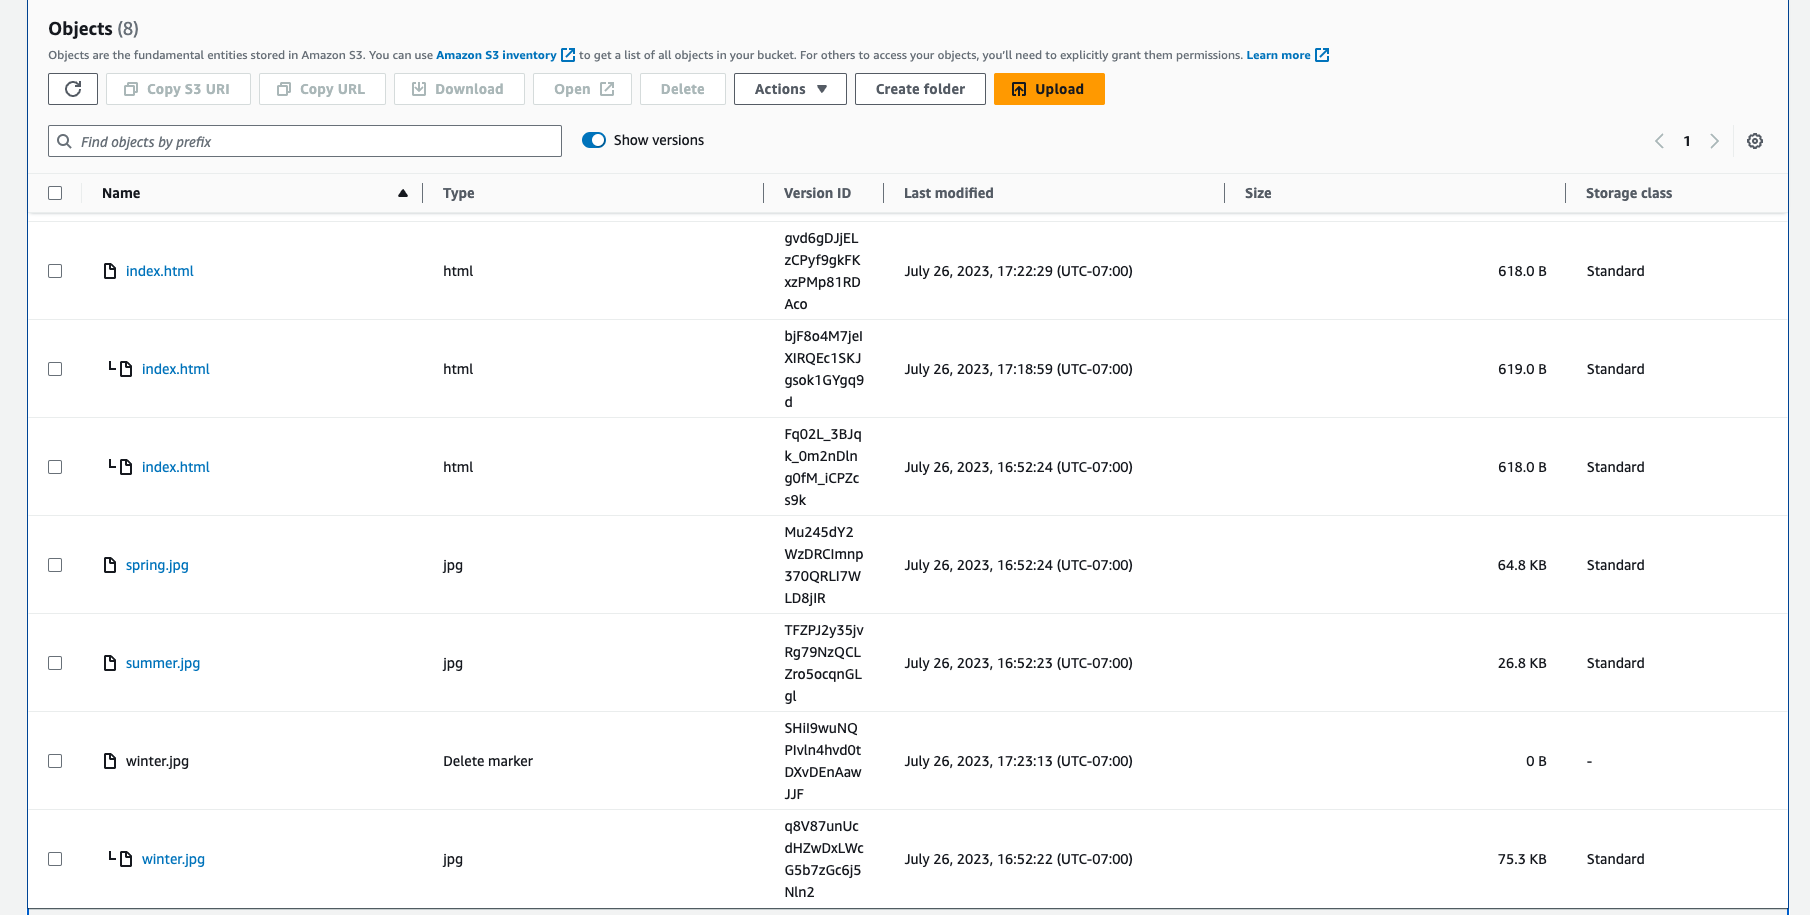 Objects (8)
Objects are the fundamental entities stored in Amazon S3. You can use Amazon S3 inventory to get a list of all objects in your bucket. For others to access your objects, you'll need to explicitly grant them permissions. Learn more
Copy S3 URI Copy URL Download Open Delete Actions Create folder Upload
Find objects by prefix Show versions 1
Name Type Version ID Last modified Size Storage class
gvd6gDJjEL
zCPyf9gkFK
index.html html July 26, 2023, 17:22:29 (UTC-07:00) 618.0 B Standard
xzPMp81RD
Aco
bjF8o4M7jeI
XIRQEc1SKJ
index.html html July 26, 2023, 17:18:59 (UTC-07:00) 619.0 B Standard
gsok1GYgq9
d
Fq02L_3BJq
k_0m2nDln
index.html html July 26, 2023, 16:52:24 (UTC-07:00) 618.0 B Standard
g0fM_iCPZc
s9k
Mu245dY2
WzDRCImnp
spring.jpg jpg July 26, 2023, 16:52:24 (UTC-07:00) 64.8 KB Standard
370QRLI7W
LD8jIR
TFZPJ2y35jv
Rg79NzQCL
summer.jpg jpg July 26, 2023, 16:52:23 (UTC-07:00) 26.8 KB Standard
Zro5ocqnGL
gl
SHiI9wuNQ
PIvln4hvd0t
winter.jpg Delete marker July 26, 2023, 17:23:13 (UTC-07:00) 0 B -
DXvDEnAaw
JJF
q8V87unUc
dHZwDxLWc
winter.jpg jpg July 26, 2023, 16:52:22 (UTC-07:00) 75.3 KB Standard
G5b7zGc6j5
Nln2